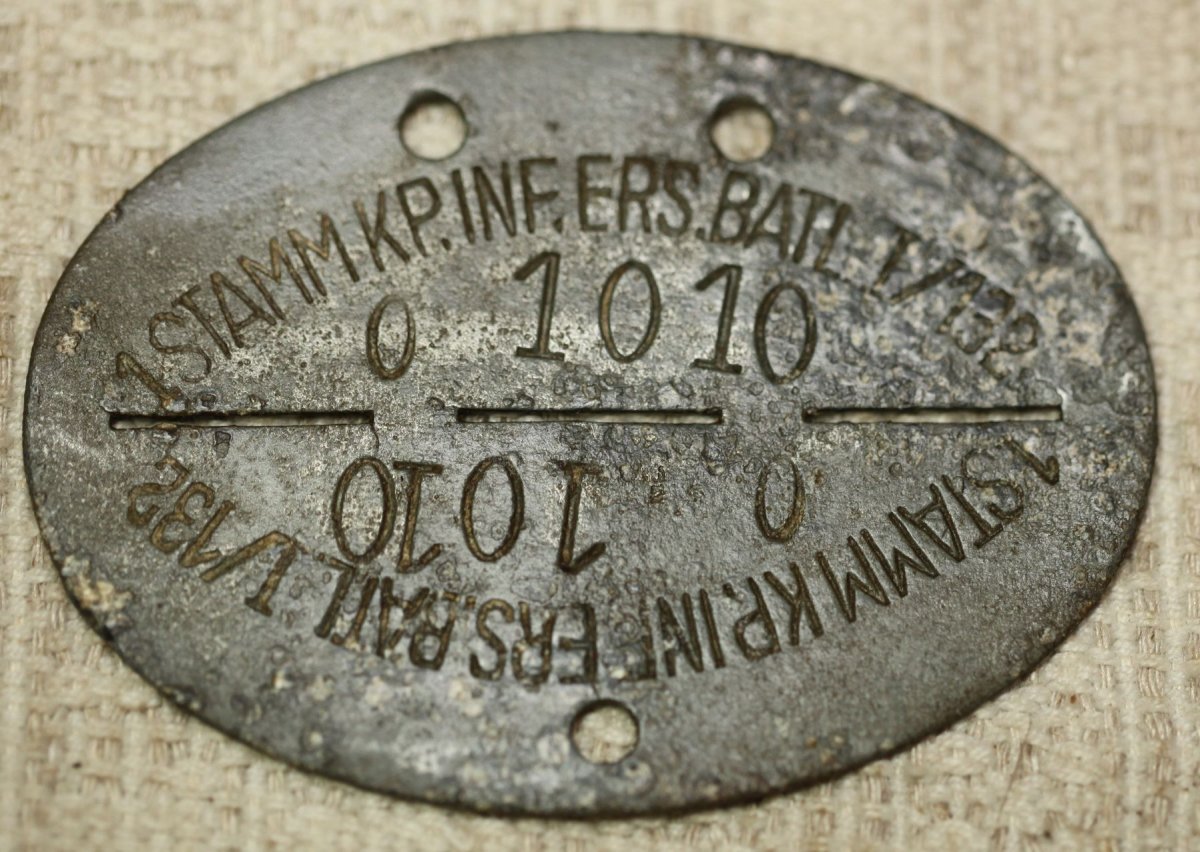 1 STAMM.KP.INF.ERS.BATL.I/132
0 1010
0 1010
1 STAMM KP.INF ERS.BATL I/132